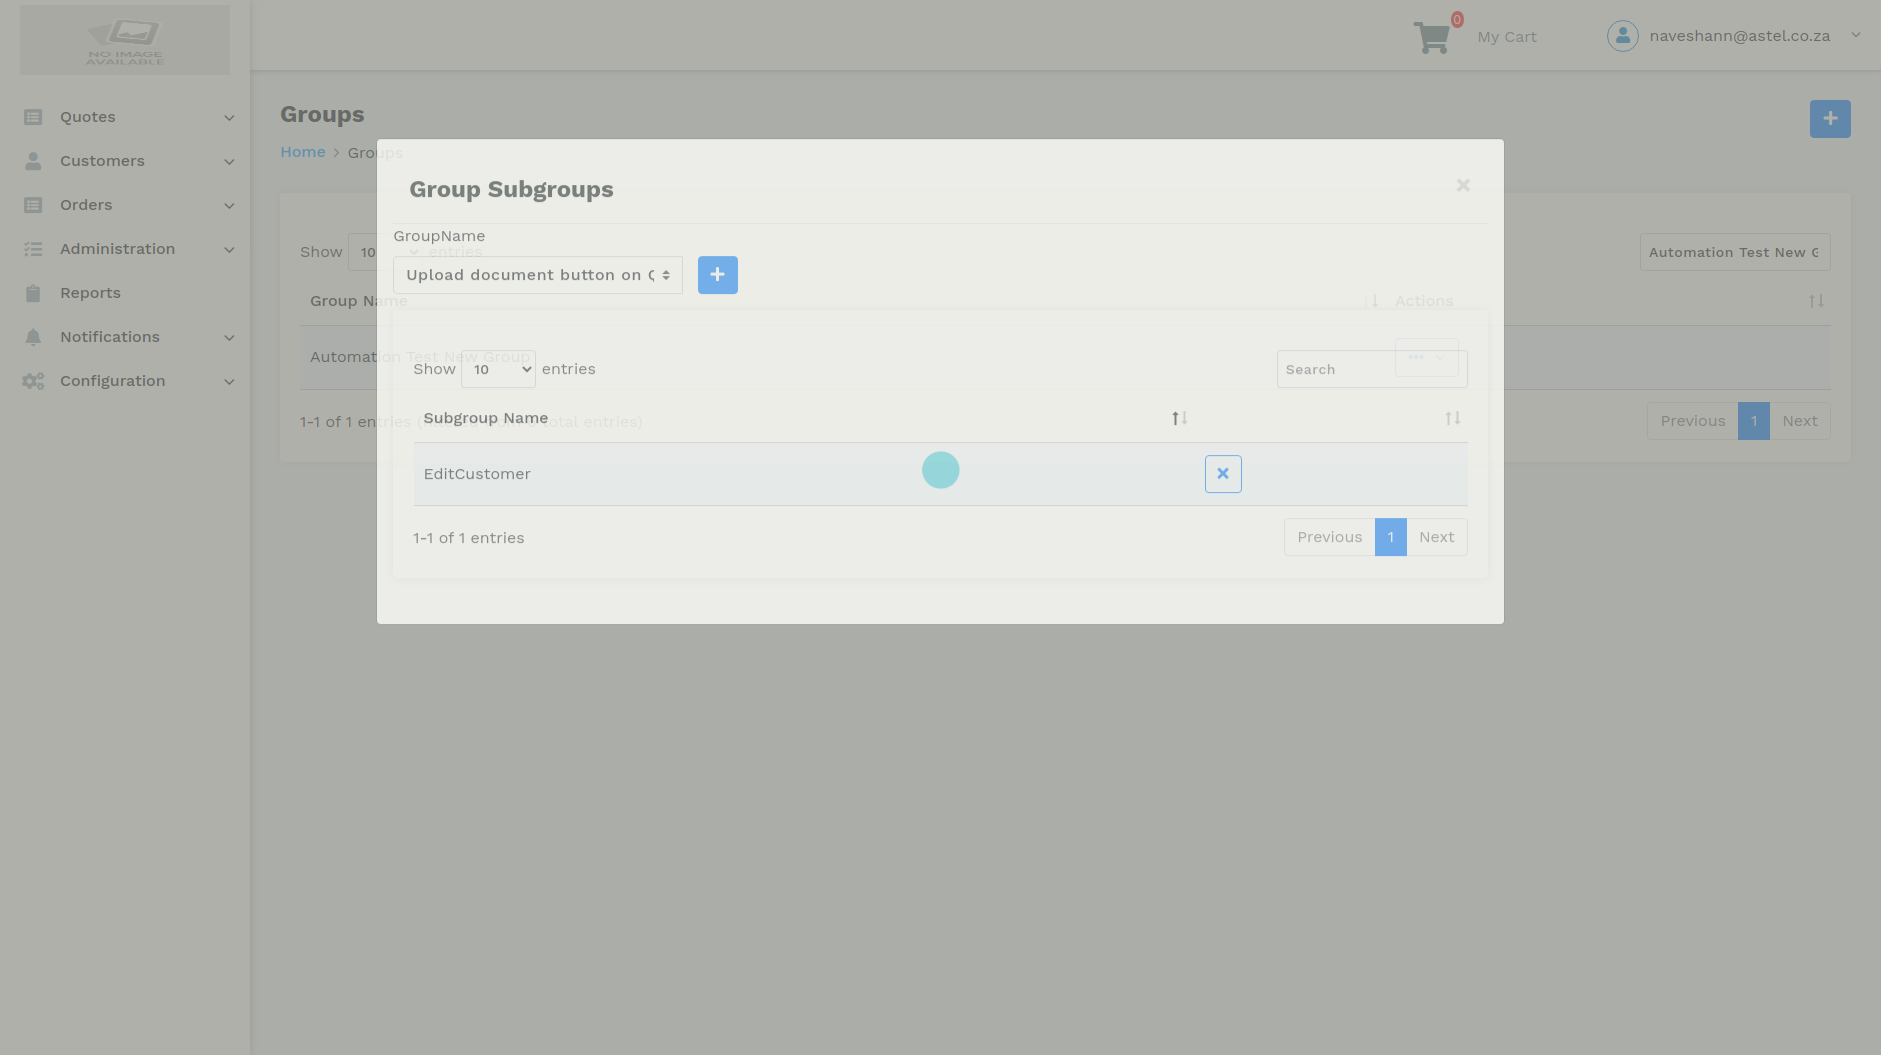 NO IMAGE
AVAILABLE
0
My Cart
naveshann@astel.co.za
Quotes
Customers
Orders
Administration
Reports
Notifications
Configuration
Groups
Home > Groups
Show 10 entries
Automation Test New G
Group Name
Actions
Automation Test New Group
1-1 of 1 entries
total entries)
Previous 1 Next
Group Subgroups
GroupName
Upload document button on
Show 10 entries
Search
Subgroup Name
EditCustomer
1-1 of 1 entries
Previous 1 Next